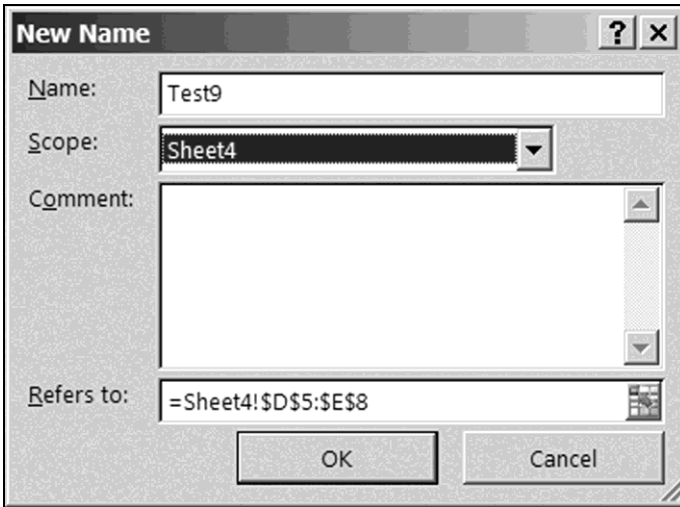 New Name
Name: Test9
Scope: Sheet4
Comment:
Refers to: =Sheet4!$D$5:$E$8
OK Cancel